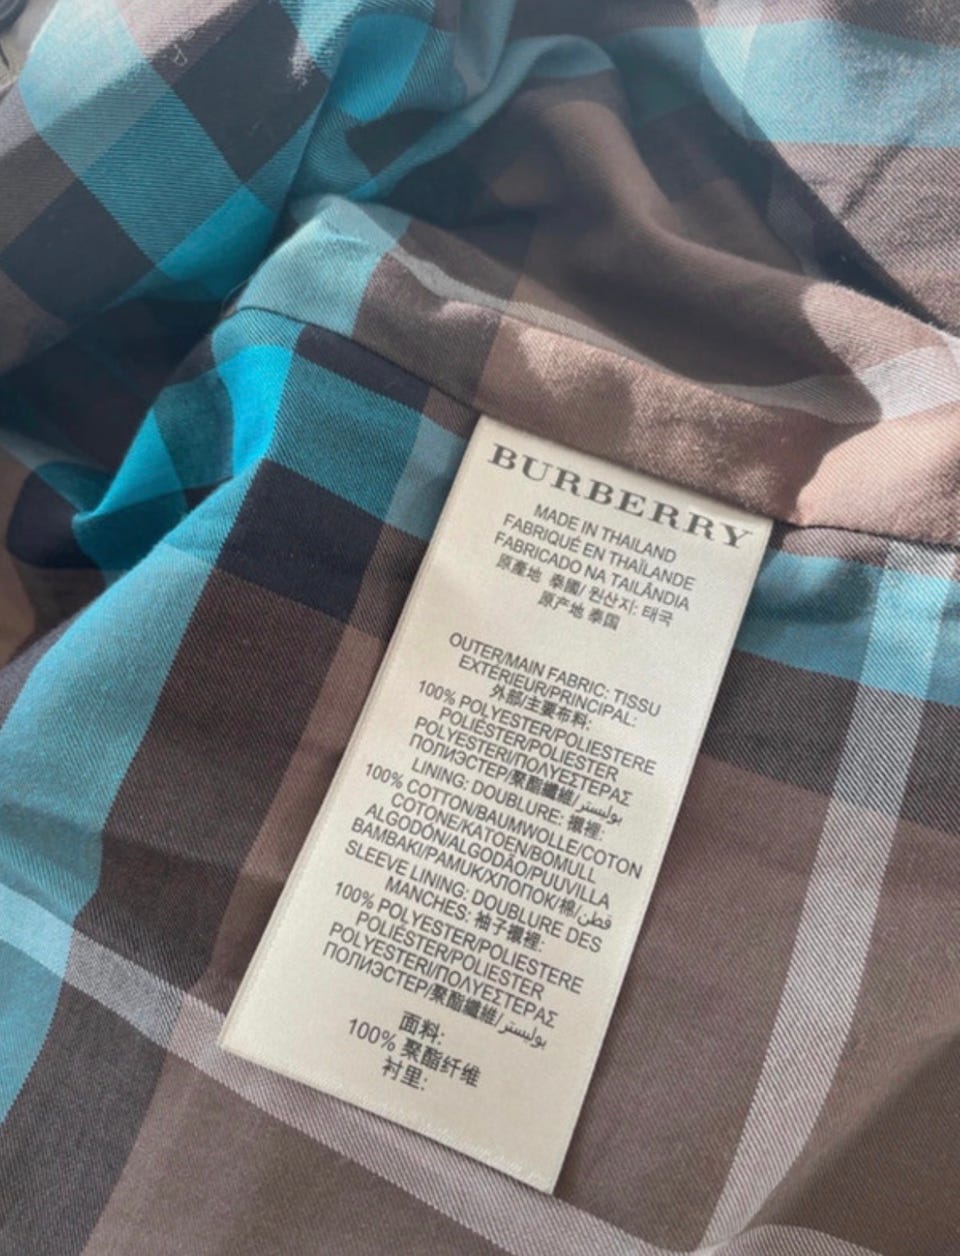 BURBERRY
MADE IN THAILAND
FABRIQUÉ EN THAÏLANDE
FABRICADO NA TAILÂNDIA
原產地 泰國/ 원산지: 태국
原产地 泰国
OUTER/MAIN FABRIC: TISSU
EXTÉRIEUR/PRINCIPAL:
外部/主要布料:
100% POLYESTER/POLIESTERE
POLIÉSTER/POLIESTER
POLYESTERI/ΠΟΛΥΕΣΤΕΡΑΣ
ПОЛИЭСТЕР/聚酯纖維/بوليستر
LINING: DOUBLURE: 襯裡:
100% COTTON/BAUMWOLLE/COTON
COTONE/KATOEN/BOMULL
ALGODÓN/ALGODÃO/PUUVILLA
BAMBAKI/PAMUK/ХЛОПОК/棉/قطن
SLEEVE LINING: DOUBLURE DES
MANCHES: 袖子襯裡:
100% POLYESTER/POLIESTERE
POLIÉSTER/POLIESTER
POLYESTERI/ΠΟΛΥΕΣΤΕΡΑΣ
ПОЛИЭСТЕР/聚酯纖維/بوليستر
面料:
100% 聚酯纤维
衬里: